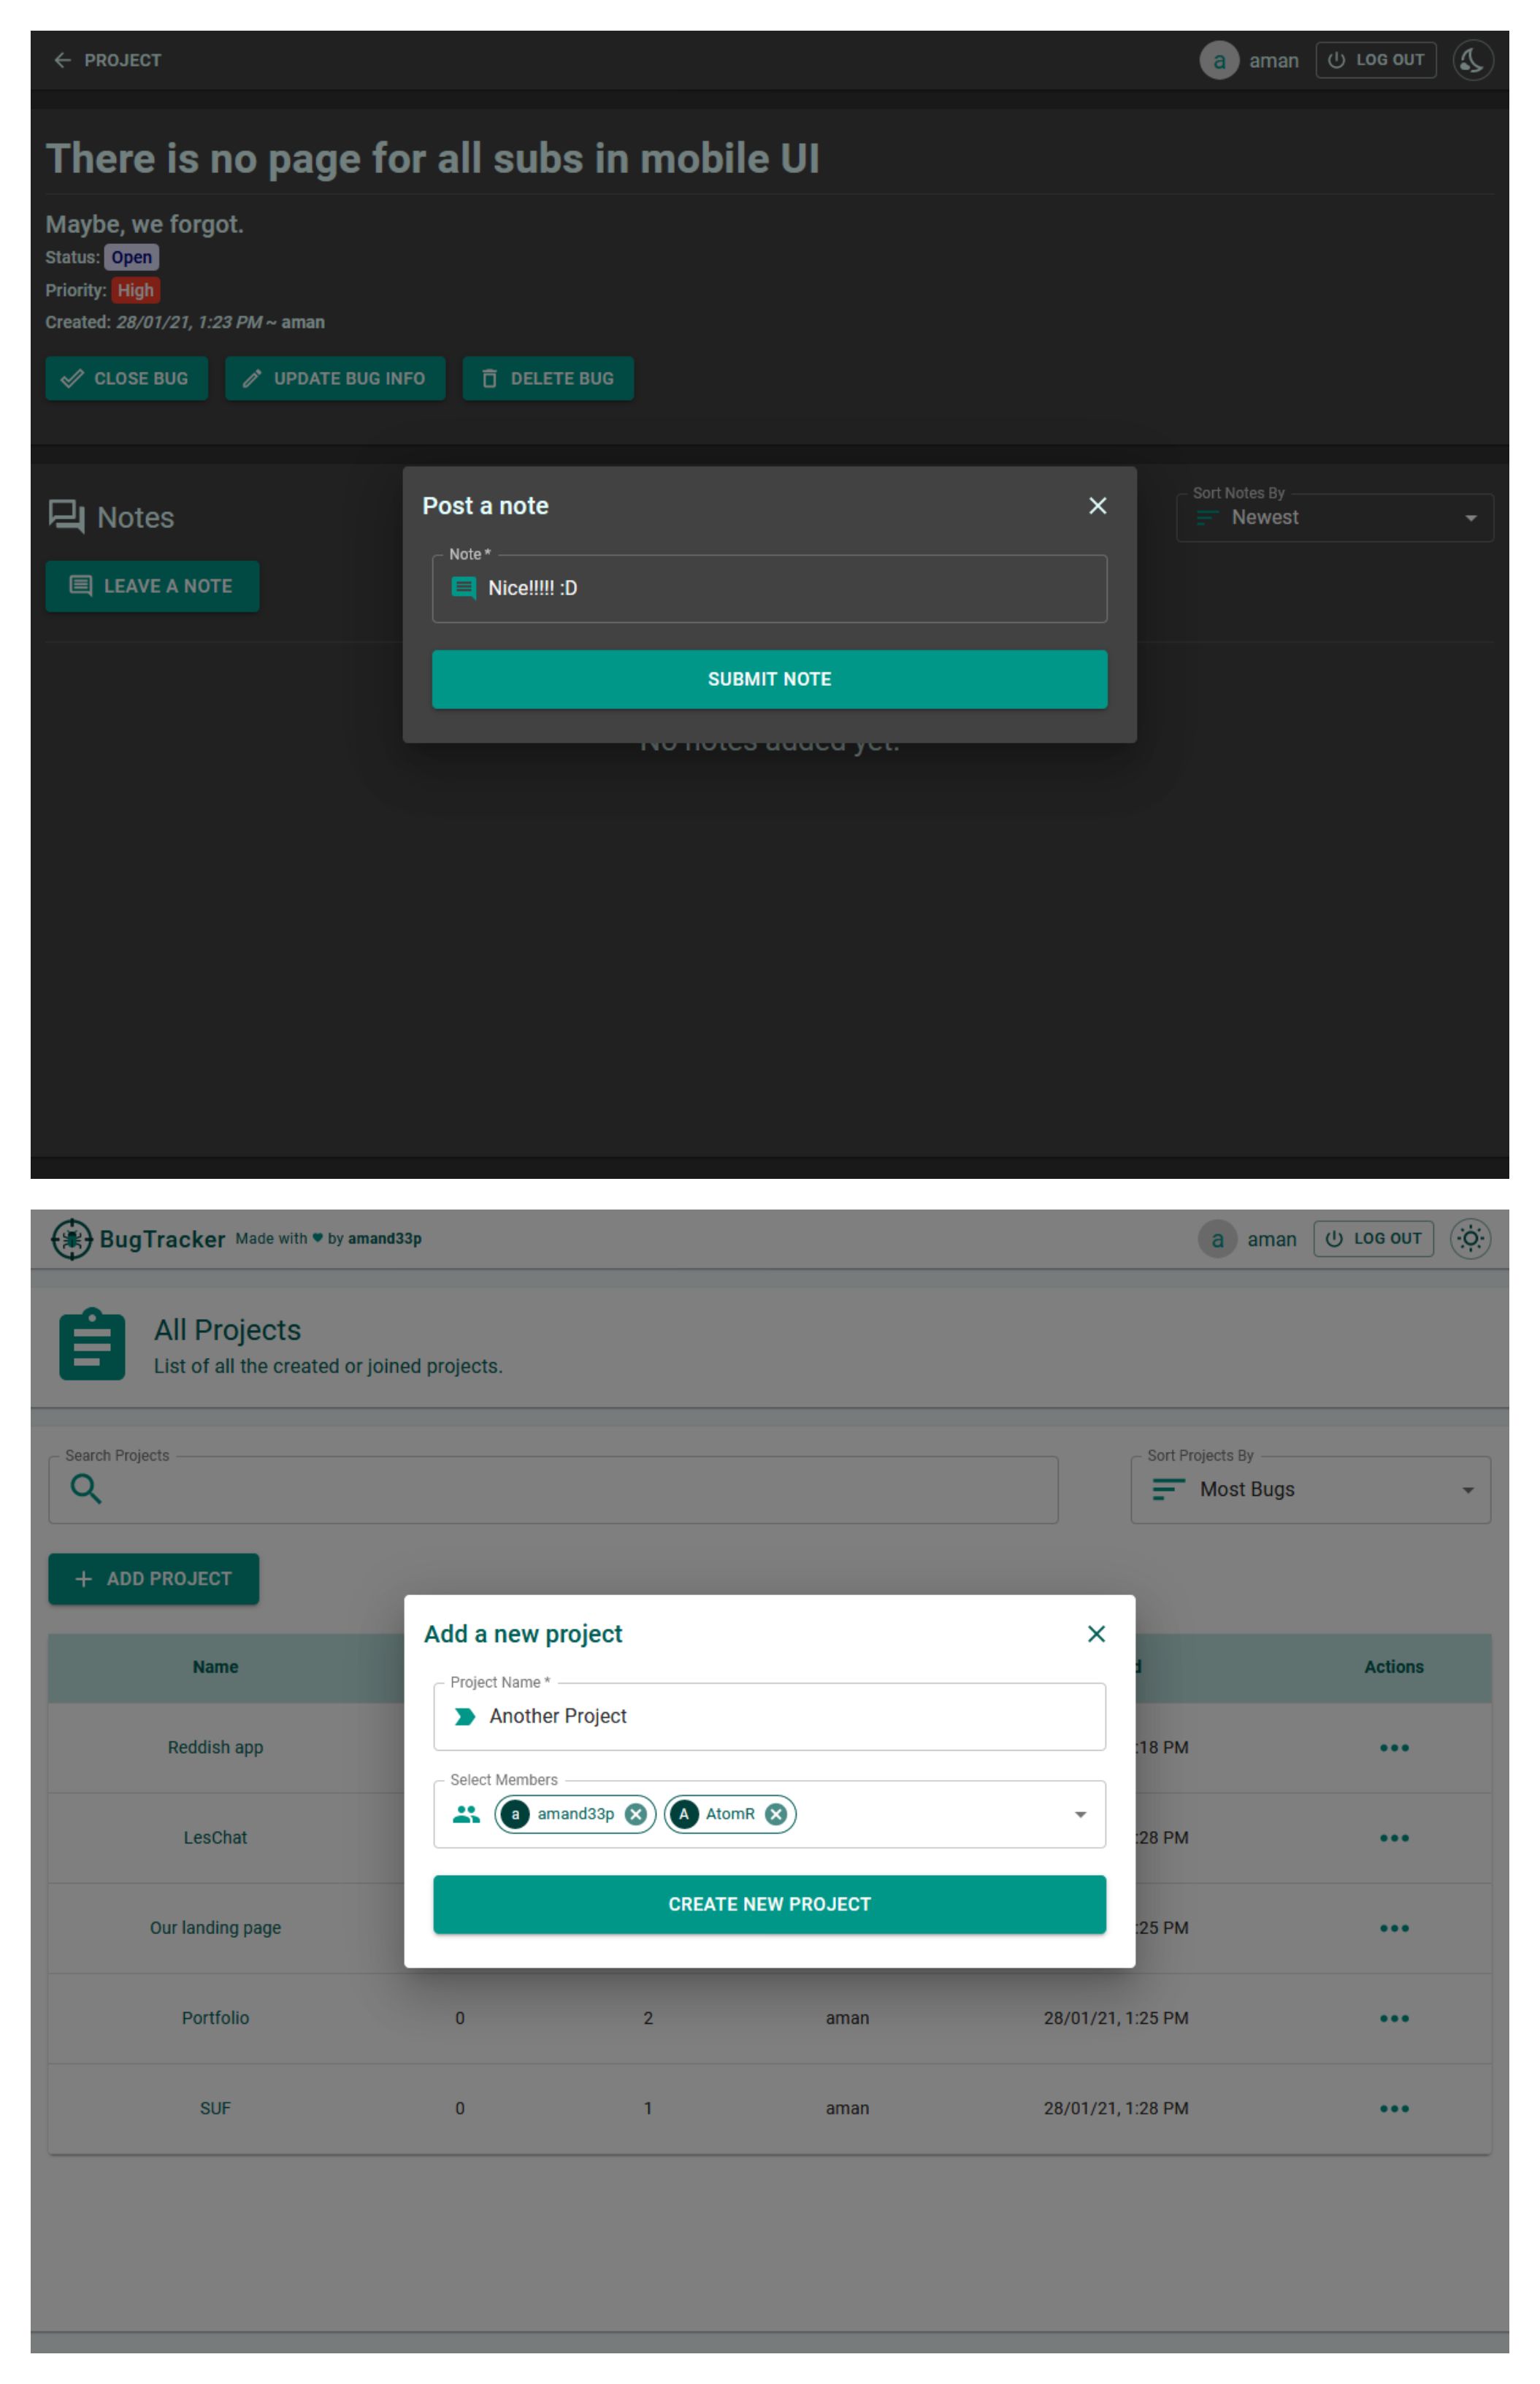 PROJECT a aman LOG OUT
There is no page for all subs in mobile UI
Maybe, we forgot.
Status: Open
Priority: High
Created: 28/01/21, 1:23 PM ~ aman
CLOSE BUG UPDATE BUG INFO DELETE BUG
Notes
Sort Notes By
Newest
LEAVE A NOTE
Post a note
Note *
Nice!!!!! :D
SUBMIT NOTE
No notes added yet.
BugTracker Made with ♥ by amand33p a aman LOG OUT
All Projects
List of all the created or joined projects.
Search Projects
Sort Projects By
Most Bugs
ADD PROJECT
Name Actions
Reddish app :18 PM
LesChat :28 PM
Our landing page :25 PM
Portfolio 0 2 aman 28/01/21, 1:25 PM
SUF 0 1 aman 28/01/21, 1:28 PM
Add a new project
Project Name *
Another Project
Select Members
a amand33p A AtomR
CREATE NEW PROJECT